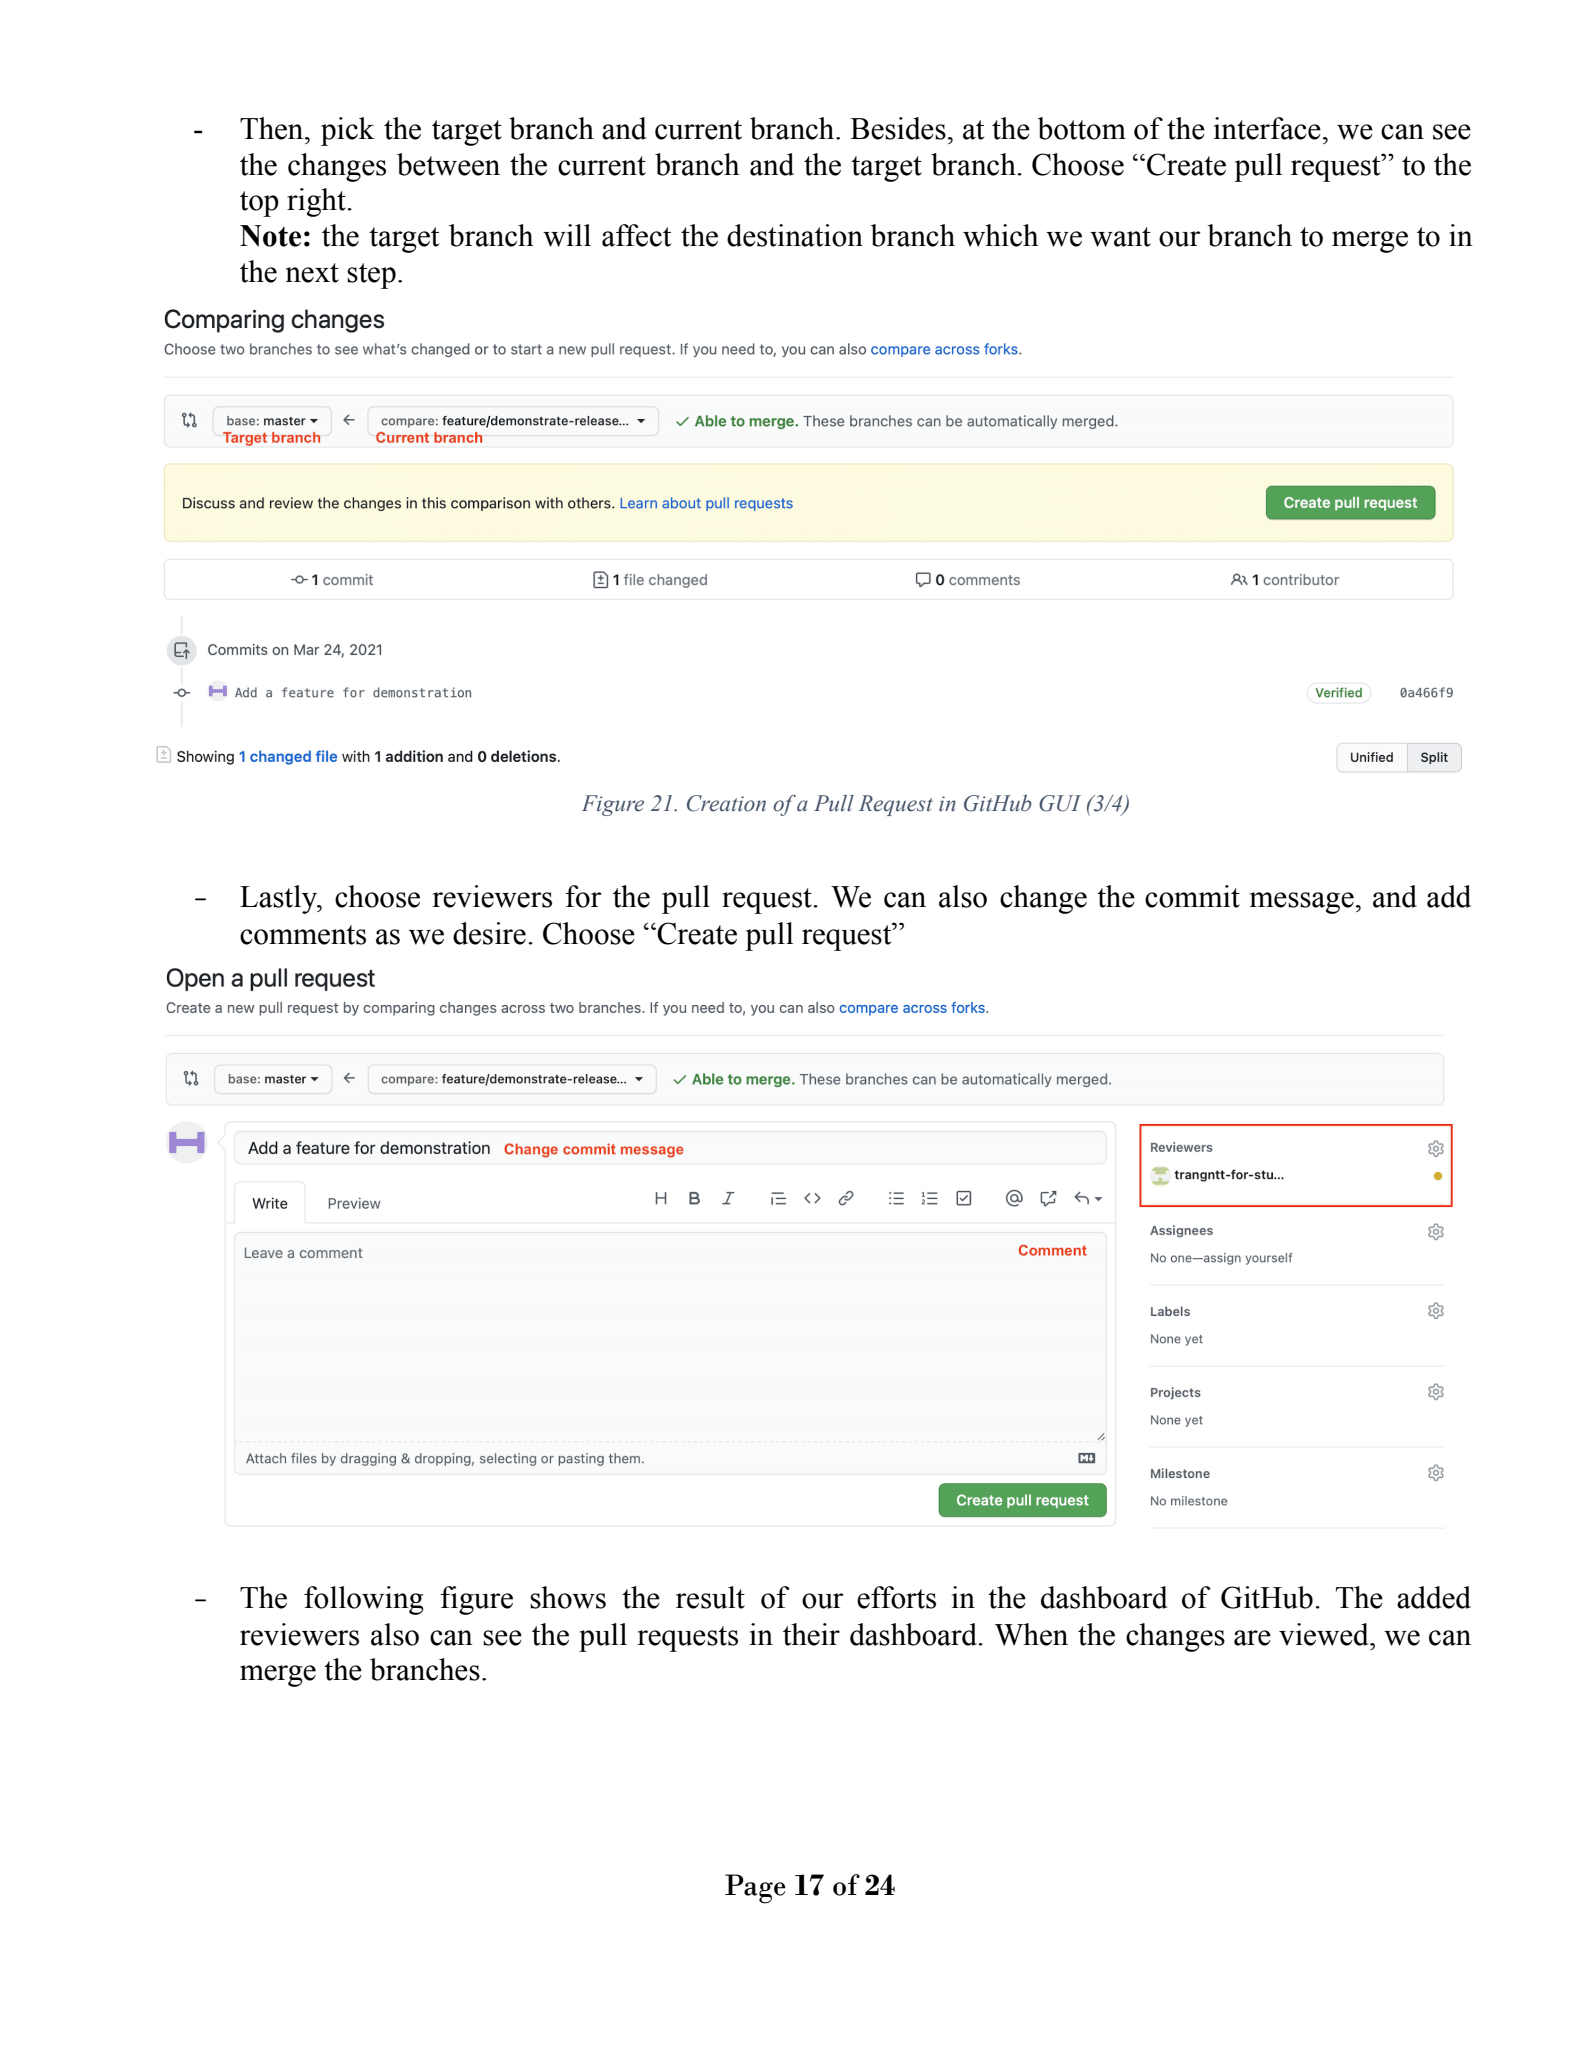 - Then, pick the target branch and current branch. Besides, at the bottom of the interface, we can see
the changes between the current branch and the target branch. Choose “Create pull request” to the
top right.
Note: the target branch will affect the destination branch which we want our branch to merge to in
the next step.
Comparing changes
Choose two branches to see what's changed or to start a new pull request. If you need to, you can also compare across forks.
base: master ← compare: feature/demonstrate-release... ✓ Able to merge. These branches can be automatically merged.
Target branch Current branch
Discuss and review the changes in this comparison with others. Learn about pull requests Create pull request
1 commit 1 file changed 0 comments 1 contributor
Commits on Mar 24, 2021
Add a feature for demonstration Verified 0a466f9
Showing 1 changed file with 1 addition and 0 deletions. Unified Split
Figure 21. Creation of a Pull Request in GitHub GUI (3/4)
- Lastly, choose reviewers for the pull request. We can also change the commit message, and add
comments as we desire. Choose “Create pull request”
Open a pull request
Create a new pull request by comparing changes across two branches. If you need to, you can also compare across forks.
base: master ← compare: feature/demonstrate-release... ✓ Able to merge. These branches can be automatically merged.
Add a feature for demonstration Change commit message
Write Preview H B I
Leave a comment Comment
Attach files by dragging & dropping, selecting or pasting them.
Create pull request
Reviewers
trangntt-for-stu...
Assignees
No one—assign yourself
Labels
None yet
Projects
None yet
Milestone
No milestone
- The following figure shows the result of our efforts in the dashboard of GitHub. The added
reviewers also can see the pull requests in their dashboard. When the changes are viewed, we can
merge the branches.
Page 17 of 24